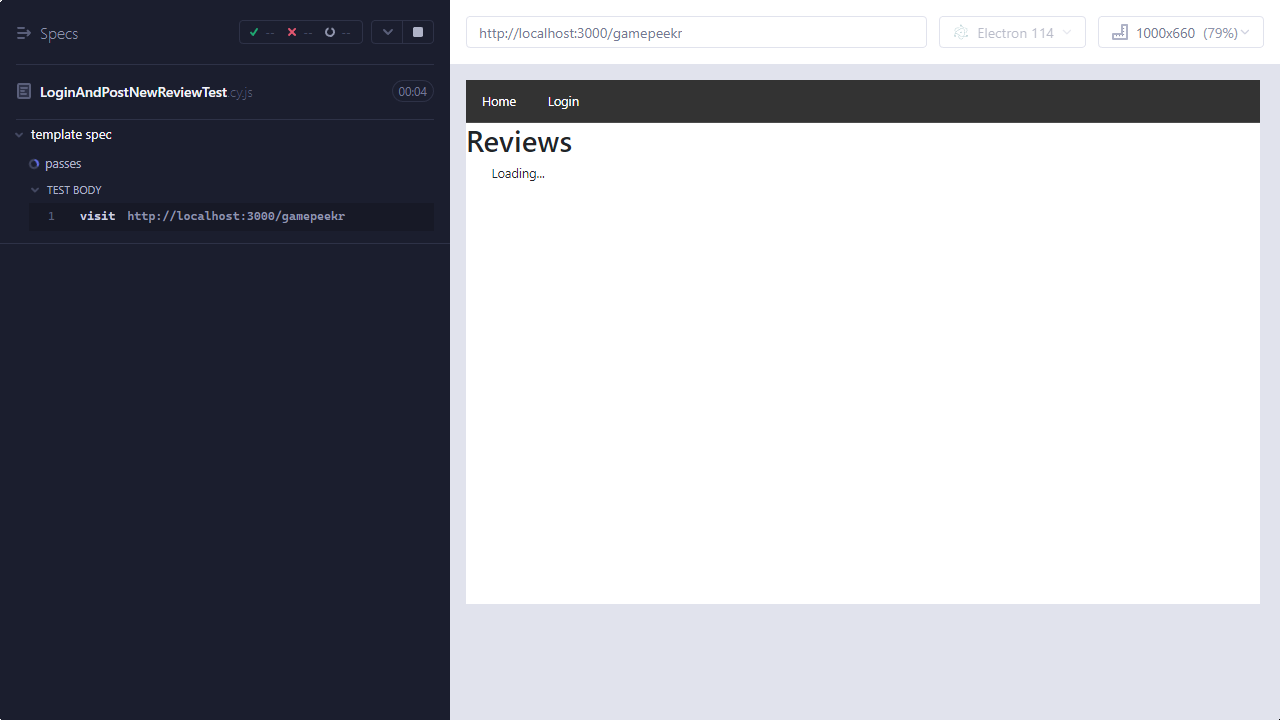 Specs
--
--
--
LoginAndPostNewReviewTest.cy.js
00:04
template spec
passes
TEST BODY
1 visit http://localhost:3000/gamepeekr
http://localhost:3000/gamepeekr
Electron 114
1000x660 (79%)
Home Login
Reviews
Loading...